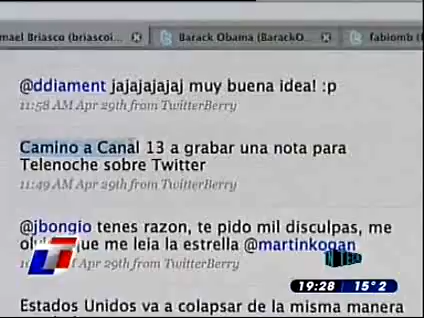 mael Briasco (briascoi...
Barack Obama (BarackO...
fabiomb (
@ddiament jajajajajaj muy buena idea! :p
11:58 AM Apr 29th from TwitterBerry
Camino a Canal 13 a grabar una nota para
Telenoche sobre Twitter
11:49 AM Apr 29th from TwitterBerry
@jbongio tenes razon, te pido mil disculpas, me
que me leia la estrella @martinkogan
Apr 29th from TwitterBerry
19:28 15°2
Estados Unidos va a colapsar de la misma manera